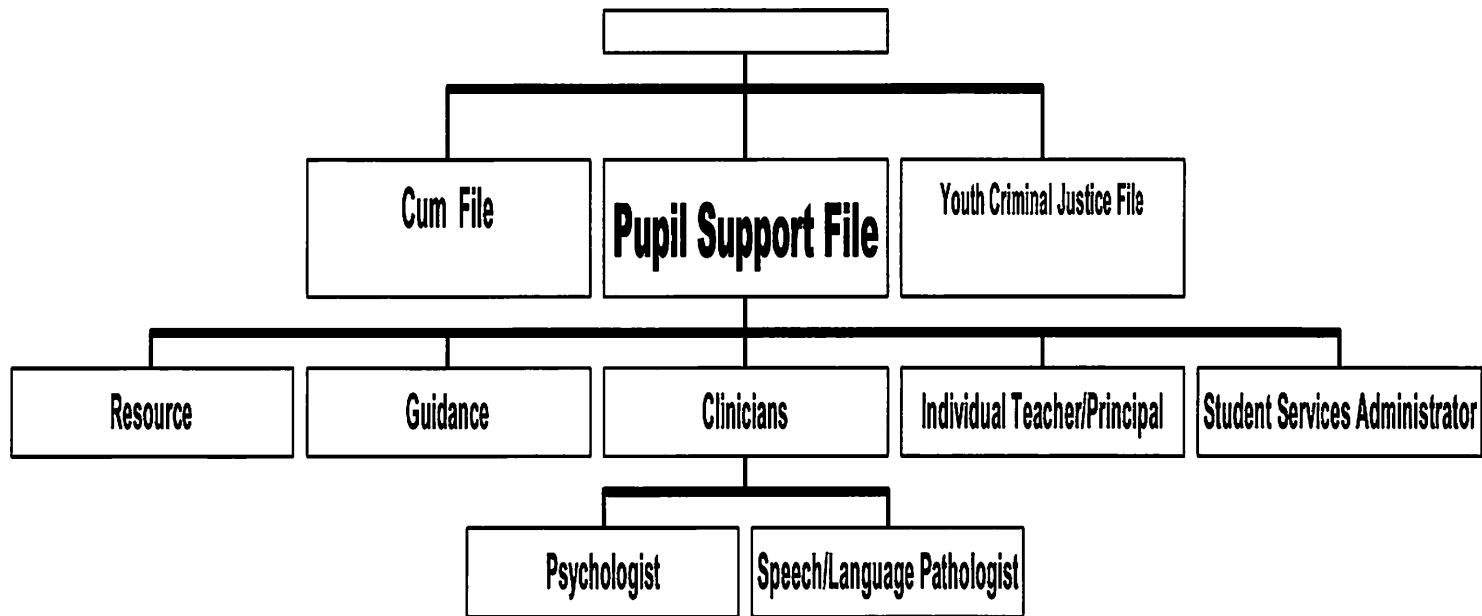 Cum File
Pupil Support File
Youth Criminal Justice File
Resource
Guidance
Clinicians
Individual Teacher/Principal
Student Services Administrator
Psychologist
Speech/Language Pathologist